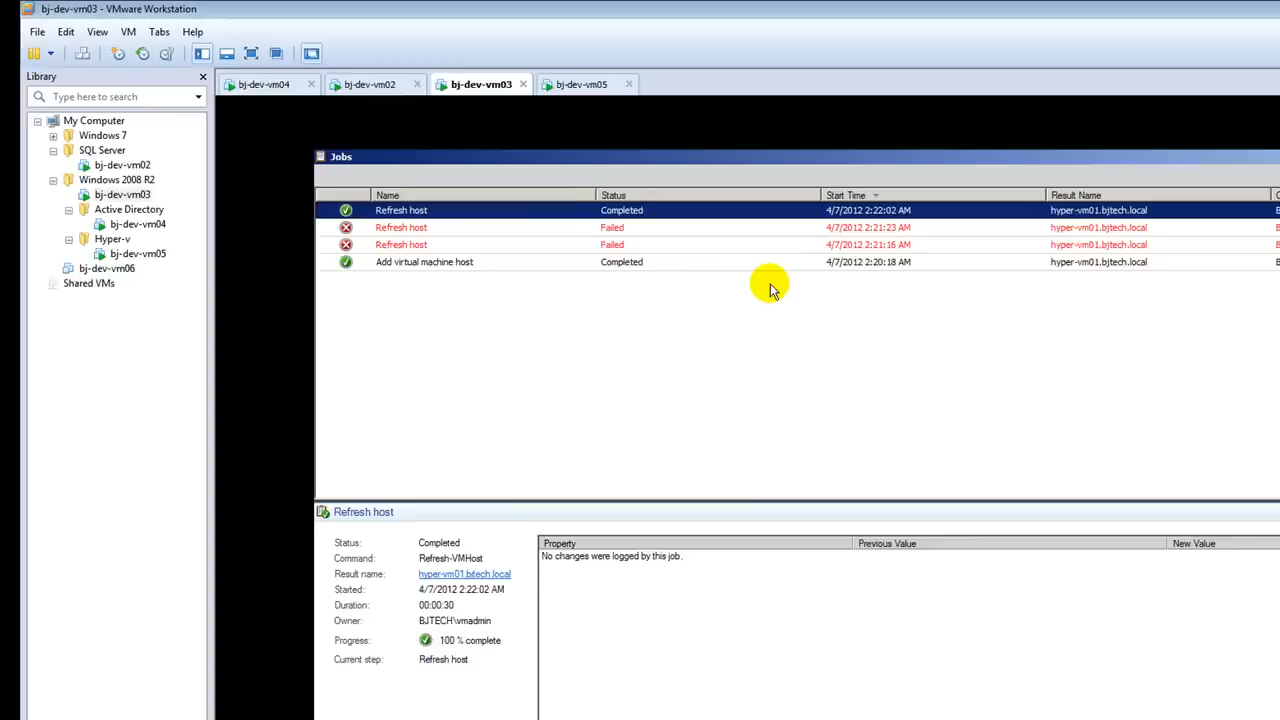 bj-dev-vm03 - VMware Workstation
File Edit View VM Tabs Help
Library
Type here to search
My Computer
Windows 7
SQL Server
bj-dev-vm02
Windows 2008 R2
bj-dev-vm03
Active Directory
bj-dev-vm04
Hyper-v
bj-dev-vm05
bj-dev-vm06
Shared VMs
bj-dev-vm04 bj-dev-vm02 bj-dev-vm03 bj-dev-vm05
Jobs
Name Status Start Time Result Name
Refresh host Completed 4/7/2012 2:22:02 AM hyper-vm01.bjtech.local
Refresh host Failed 4/7/2012 2:21:23 AM hyper-vm01.bjtech.local
Refresh host Failed 4/7/2012 2:21:16 AM hyper-vm01.bjtech.local
Add virtual machine host Completed 4/7/2012 2:20:18 AM hyper-vm01.bjtech.local
Refresh host
Status: Completed
Command: Refresh-VMHost
Result name: hyper-vm01.bjtech.local
Started: 4/7/2012 2:22:02 AM
Duration: 00:00:30
Owner: BJTECH\vmadmin
Progress: 100 % complete
Current step: Refresh host
Property Previous Value New Value
No changes were logged by this job.